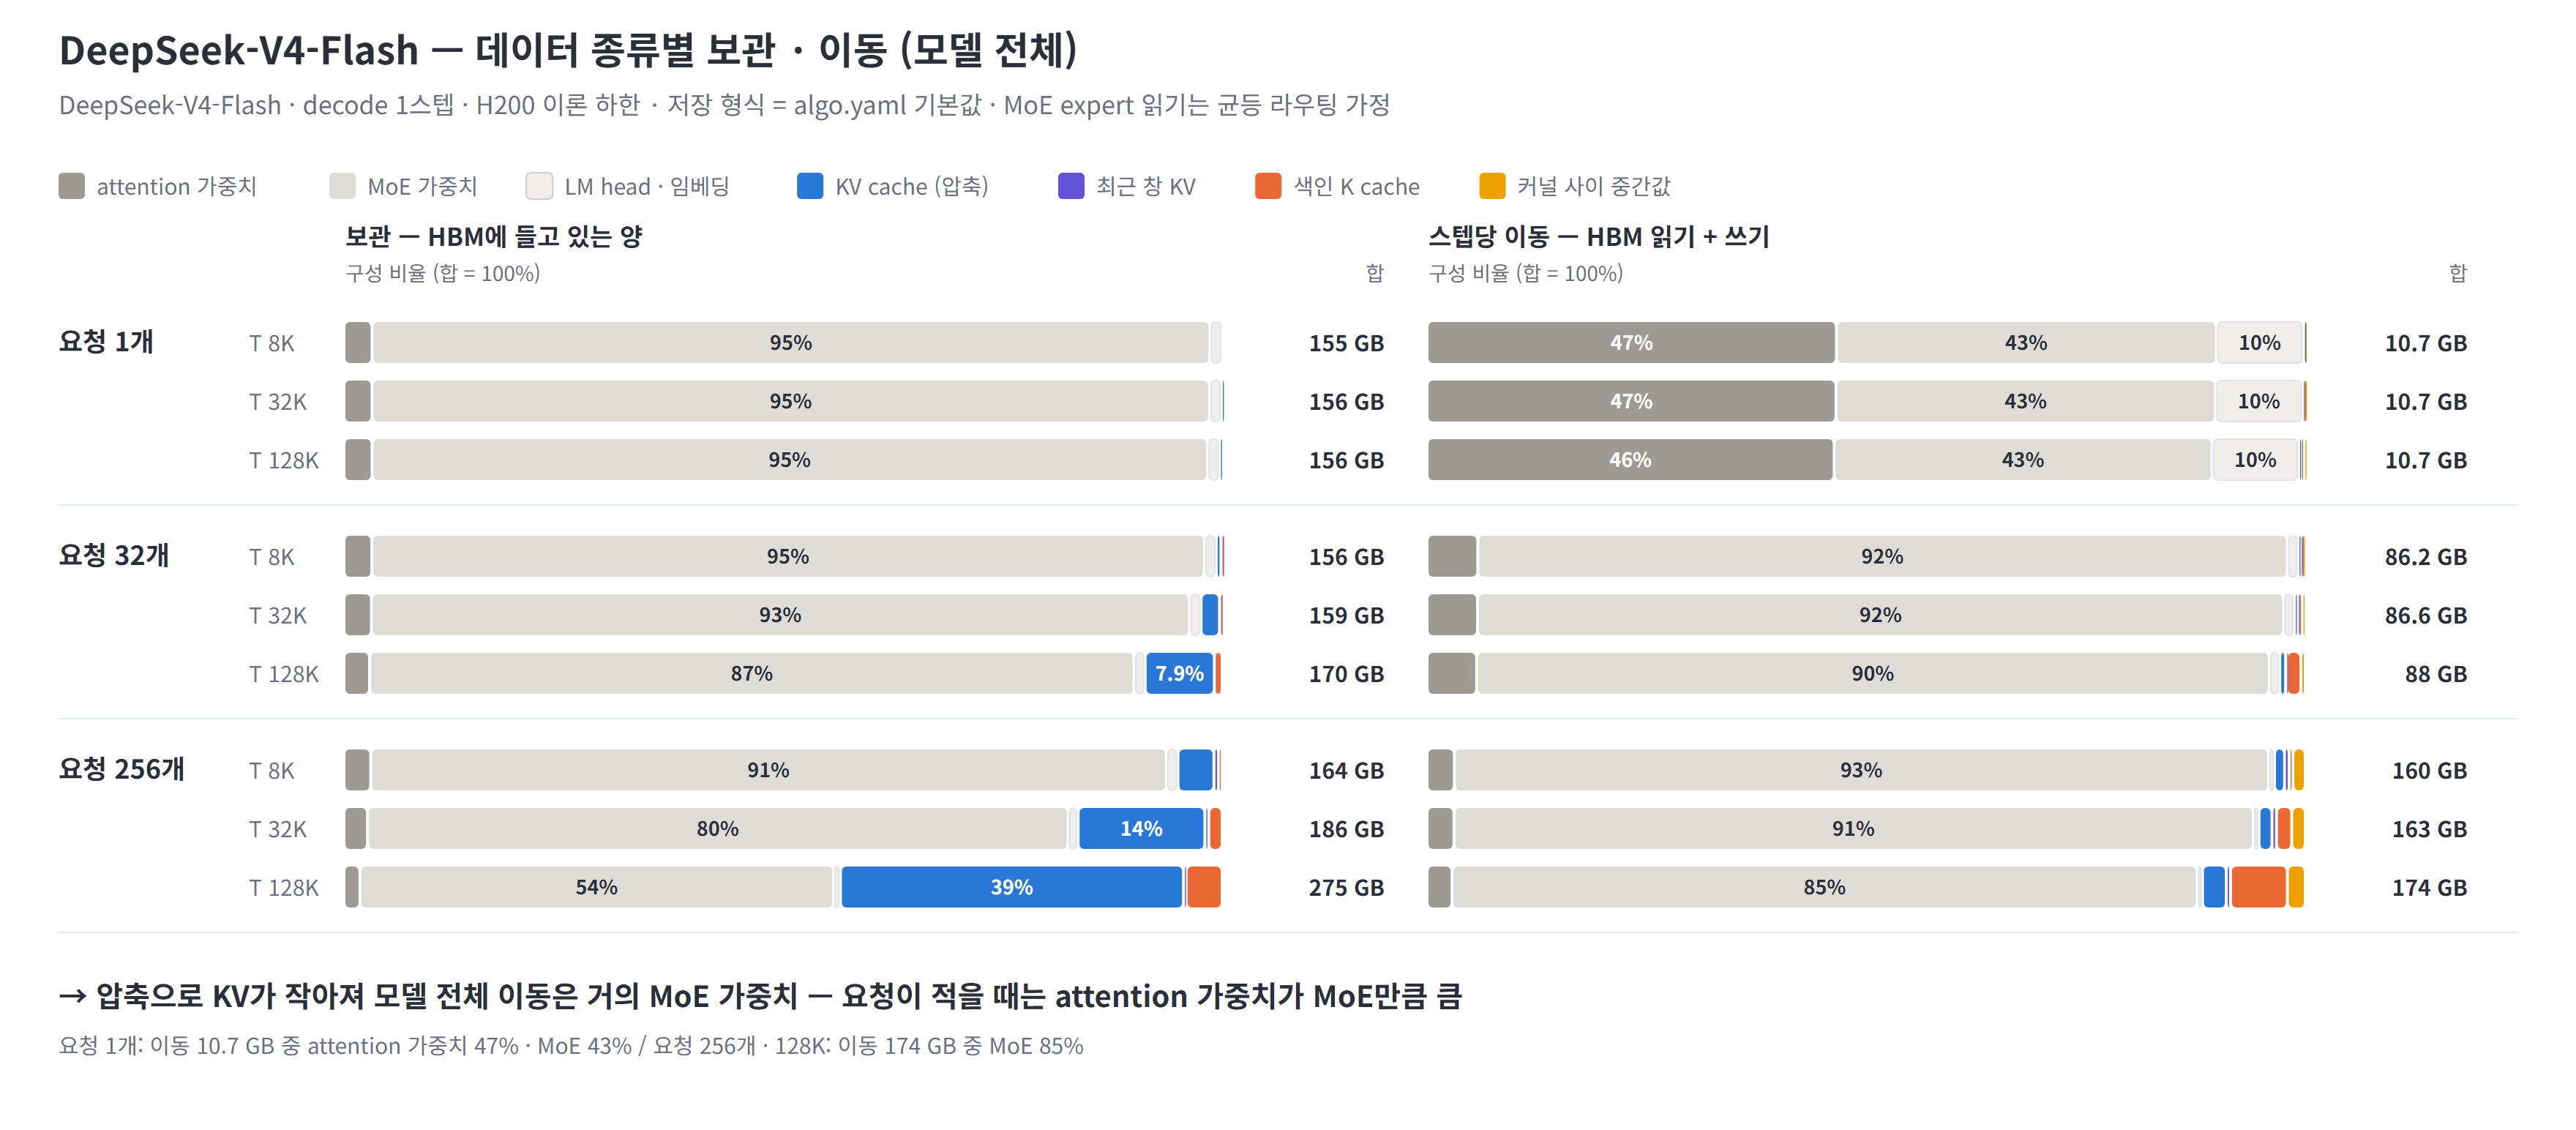 DeepSeek-V4-Flash — 데이터 종류별 보관 · 이동 (모델 전체)
DeepSeek-V4-Flash · decode 1스텝 · H200 이론 하한 · 저장 형식 = algo.yaml 기본값 · MoE expert 읽기는 균등 라우팅 가정
attention 가중치 MoE 가중치 LM head · 임베딩 KV cache (압축) 최근 창 KV 색인 K cache 커널 사이 중간값
보관 — HBM에 들고 있는 양 스텝당 이동 — HBM 읽기 + 쓰기
구성 비율 (합 = 100%) 합 구성 비율 (합 = 100%) 합
요청 1개 T 8K 95% 155 GB 47% 43% 10% 10.7 GB
T 32K 95% 156 GB 47% 43% 10% 10.7 GB
T 128K 95% 156 GB 46% 43% 10% 10.7 GB
요청 32개 T 8K 95% 156 GB 92% 86.2 GB
T 32K 93% 159 GB 92% 86.6 GB
T 128K 87% 7.9% 170 GB 90% 88 GB
요청 256개 T 8K 91% 164 GB 93% 160 GB
T 32K 80% 14% 186 GB 91% 163 GB
T 128K 54% 39% 275 GB 85% 174 GB
→ 압축으로 KV가 작아져 모델 전체 이동은 거의 MoE 가중치 — 요청이 적을 때는 attention 가중치가 MoE만큼 큼
요청 1개: 이동 10.7 GB 중 attention 가중치 47% · MoE 43% / 요청 256개 · 128K: 이동 174 GB 중 MoE 85%